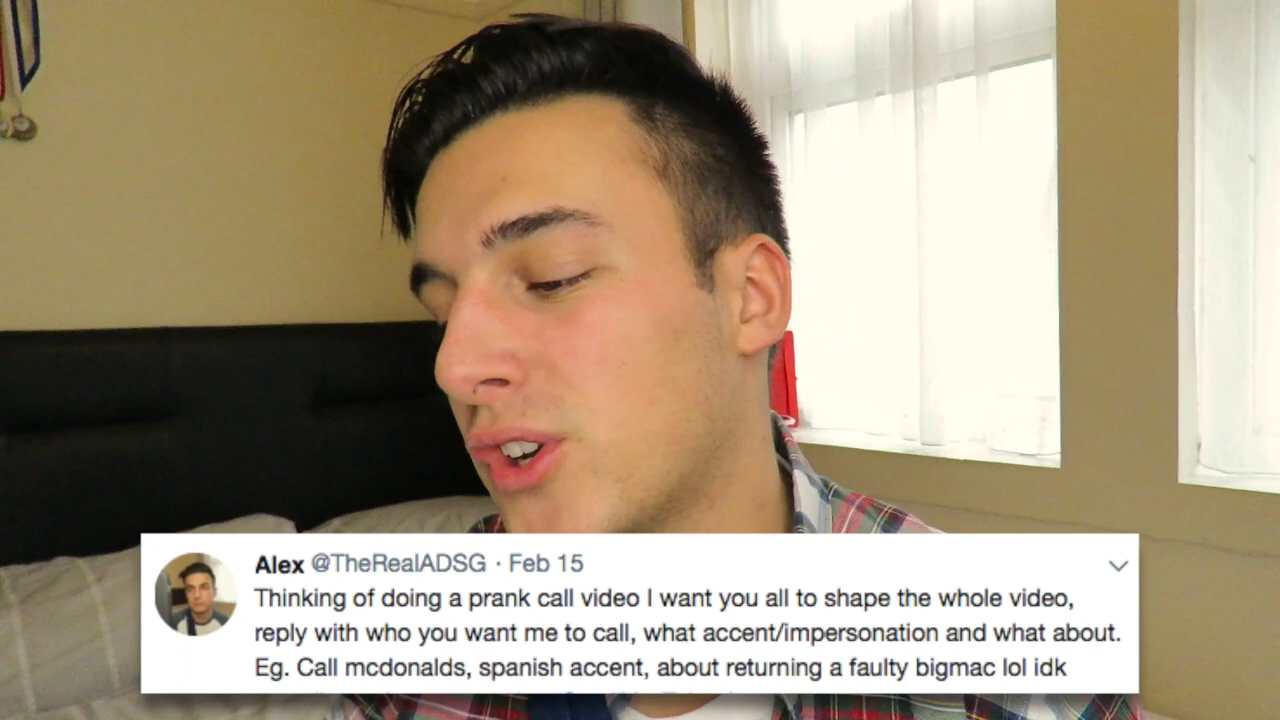 Alex @TheRealADSG · Feb 15
Thinking of doing a prank call video I want you all to shape the whole video,
reply with who you want me to call, what accent/impersonation and what about.
Eg. Call mcdonalds, spanish accent, about returning a faulty bigmac lol idk